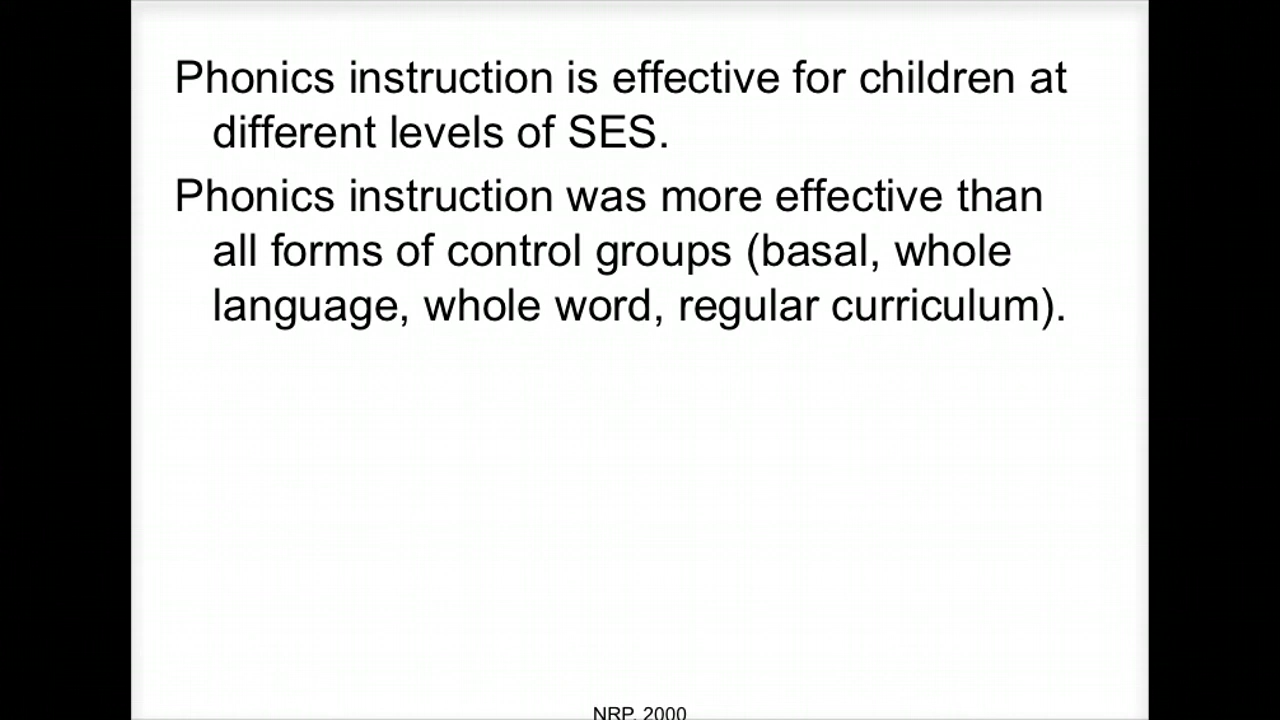 Phonics instruction is effective for children at
different levels of SES.
Phonics instruction was more effective than
all forms of control groups (basal, whole
language, whole word, regular curriculum).
NRP, 2000